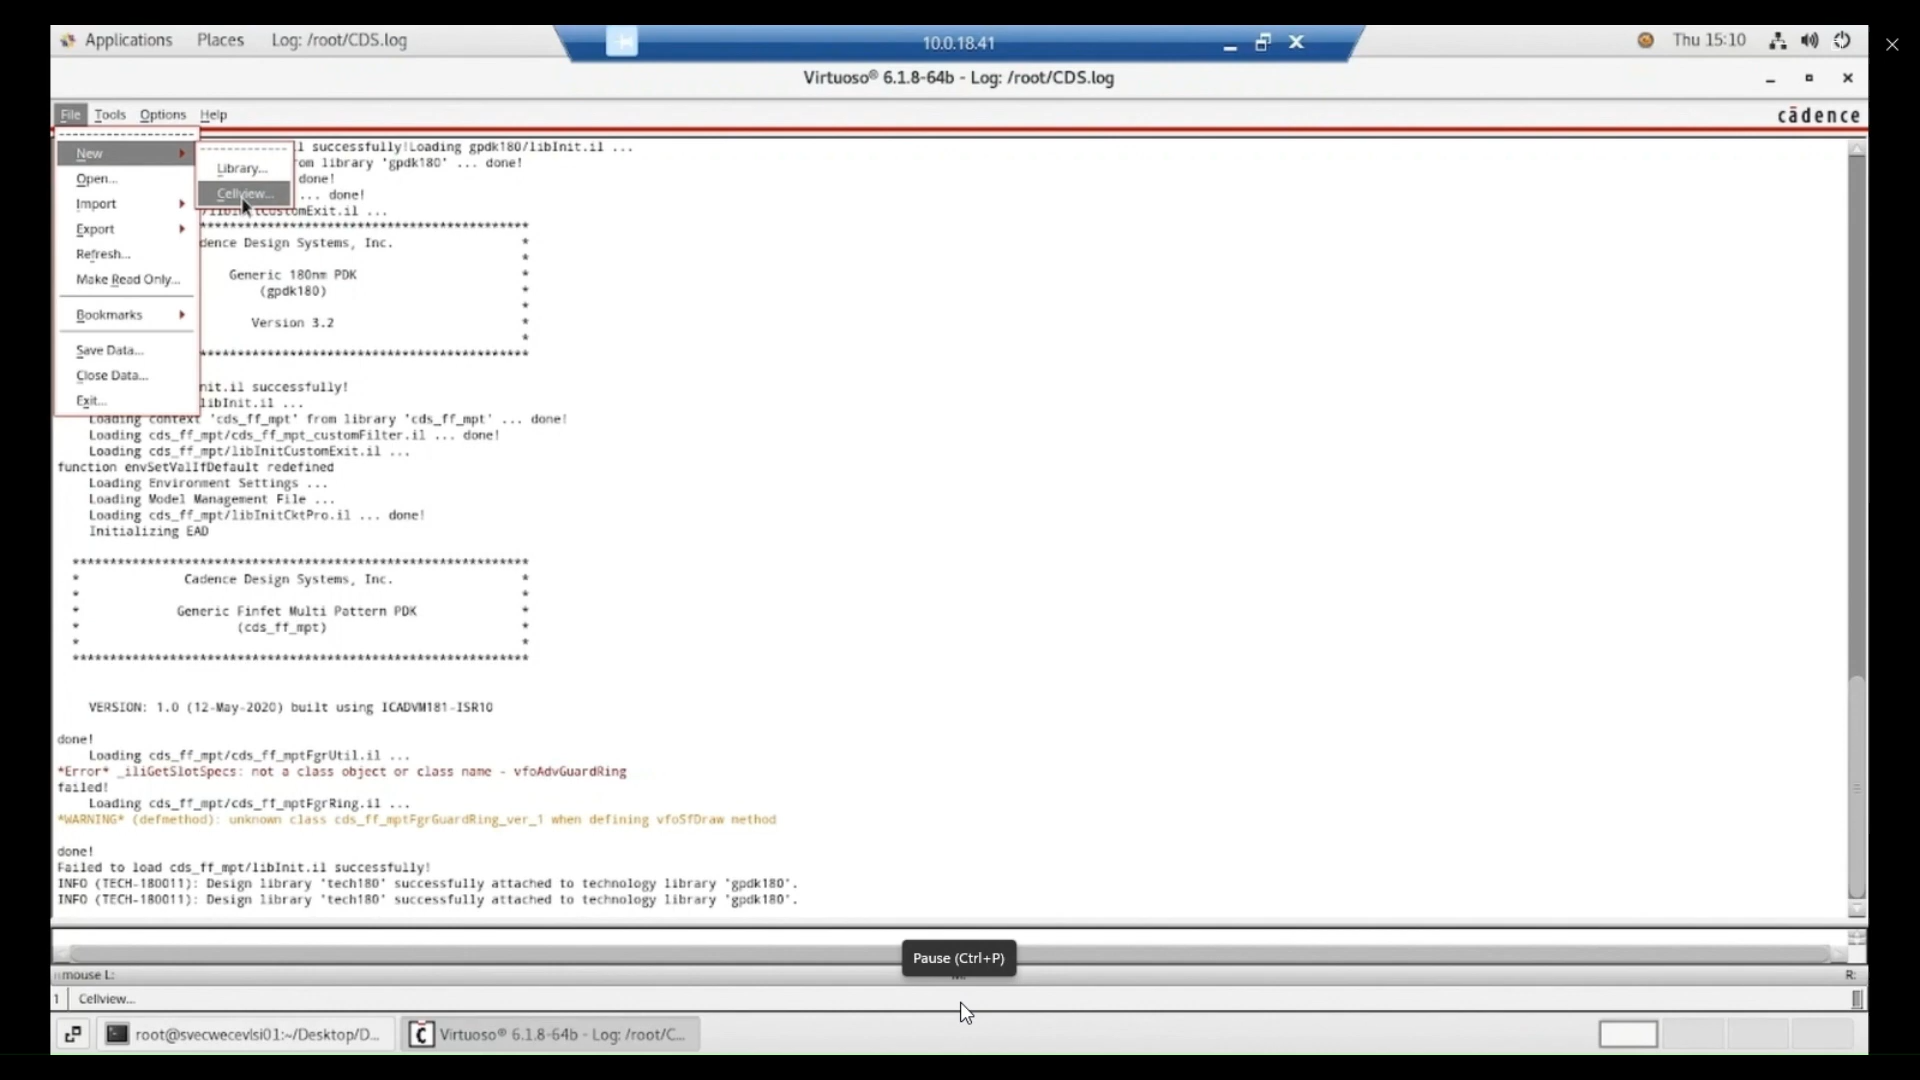 Applications Places Log: /root/CDS.log 10.0.18.41 Thu 15:10
Virtuoso® 6.1.8-64b - Log: /root/CDS.log
File Tools Options Help cādence
New
Open...
Import
Export
Refresh...
Make Read Only...
Bookmarks
Save Data...
Close Data...
Exit...
Library...
Cellview...
l successfully!Loading gpdk180/libInit.il ...
om library 'gpdk180' ... done!
done!
... done!
/libInitCustomExit.il ...
*******************************************
dence Design Systems, Inc. *
*
Generic 180nm PDK *
(gpdk180) *
*
Version 3.2 *
*
*******************************************
nit.il successfully!
libInit.il ...
Loading context 'cds_ff_mpt' from library 'cds_ff_mpt' ... done!
Loading cds_ff_mpt/cds_ff_mpt_customFilter.il ... done!
Loading cds_ff_mpt/libInitCustomExit.il ...
function envSetValIfDefault redefined
Loading Environment Settings ...
Loading Model Management File ...
Loading cds_ff_mpt/libInitCktPro.il ... done!
Initializing EAD
*************************************************************
* Cadence Design Systems, Inc. *
* *
* Generic Finfet Multi Pattern PDK *
* (cds_ff_mpt) *
* *
*************************************************************
VERSION: 1.0 (12-May-2020) built using ICADVM181-ISR10
done!
Loading cds_ff_mpt/cds_ff_mptFgrUtil.il ...
*Error* _iliGetSlotSpecs: not a class object or class name - vfoAdvGuardRing
failed!
Loading cds_ff_mpt/cds_ff_mptFgrRing.il ...
*WARNING* (defmethod): unknown class cds_ff_mptFgrGuardRing_ver_1 when defining vfoSfDraw method
done!
Failed to load cds_ff_mpt/libInit.il successfully!
INFO (TECH-180011): Design library 'tech180' successfully attached to technology library 'gpdk180'.
INFO (TECH-180011): Design library 'tech180' successfully attached to technology library 'gpdk180'.
Pause (Ctrl+P)
mouse L: R:
1 Cellview...
root@svecwecevlsi01:~/Desktop/D... Virtuoso® 6.1.8-64b - Log: /root/C...